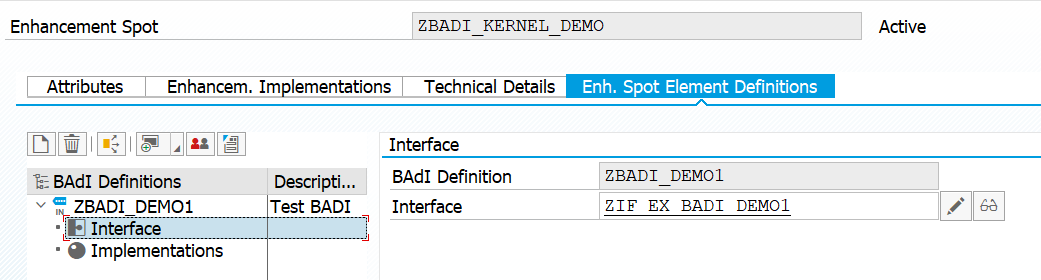 Enhancement Spot ZBADI_KERNEL_DEMO Active
Attributes Enhancem. Implementations Technical Details Enh. Spot Element Definitions
Interface
BAdI Definitions Descripti... BAdI Definition ZBADI_DEMO1
IN ZBADI_DEMO1 Test BADI Interface ZIF_EX_BADI_DEMO1
Interface
Implementations